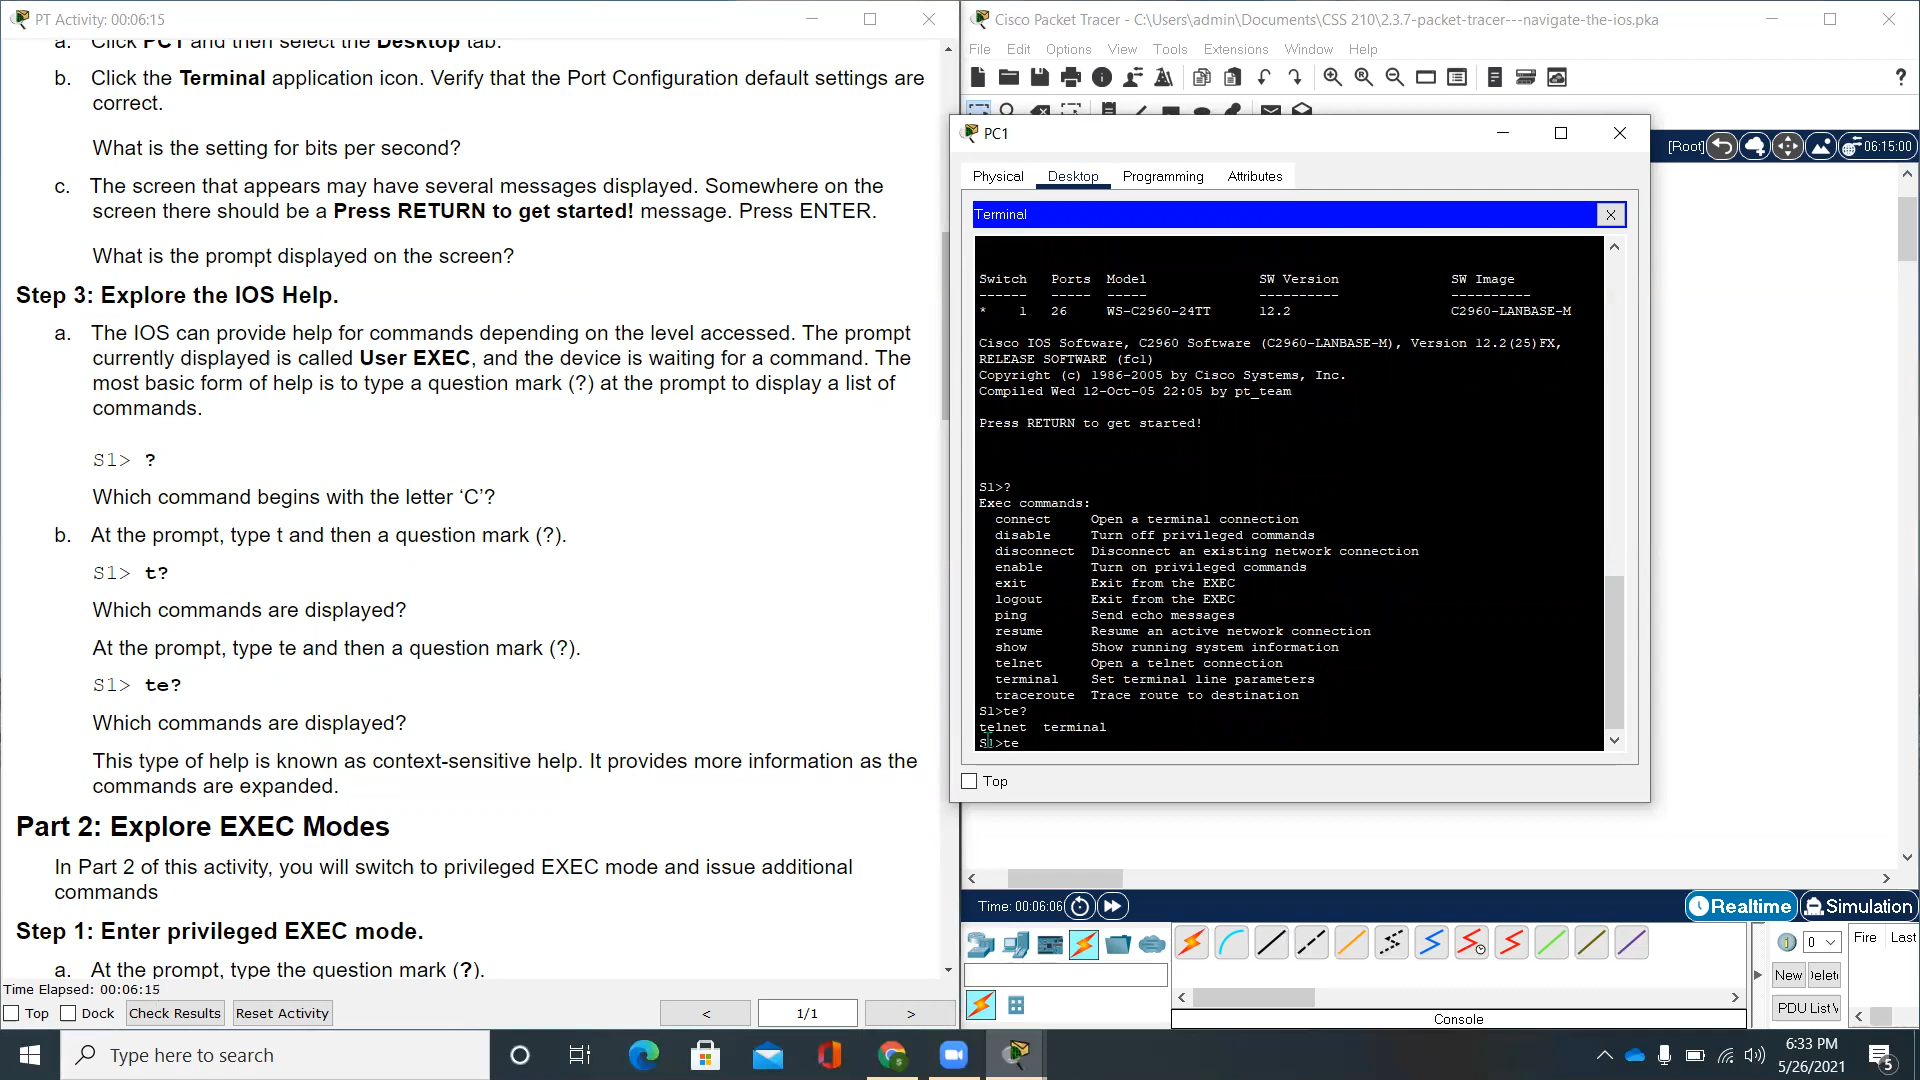 PT Activity: 00:06:15
a. Click PC1 and then select the Desktop tab.
b. Click the Terminal application icon. Verify that the Port Configuration default settings are
correct.
What is the setting for bits per second?
c. The screen that appears may have several messages displayed. Somewhere on the
screen there should be a Press RETURN to get started! message. Press ENTER.
What is the prompt displayed on the screen?
Step 3: Explore the IOS Help.
a. The IOS can provide help for commands depending on the level accessed. The prompt
currently displayed is called User EXEC, and the device is waiting for a command. The
most basic form of help is to type a question mark (?) at the prompt to display a list of
commands.
S1> ?
Which command begins with the letter ‘C’?
b. At the prompt, type t and then a question mark (?).
S1> t?
Which commands are displayed?
At the prompt, type te and then a question mark (?).
S1> te?
Which commands are displayed?
This type of help is known as context-sensitive help. It provides more information as the
commands are expanded.
Part 2: Explore EXEC Modes
In Part 2 of this activity, you will switch to privileged EXEC mode and issue additional
commands
Step 1: Enter privileged EXEC mode.
a. At the prompt, type the question mark (?).
Time Elapsed: 00:06:15
Top Dock Check Results Reset Activity < 1/1 >
Cisco Packet Tracer - C:\Users\admin\Documents\CSS 210\2.3.7-packet-tracer---navigate-the-ios.pka
File Edit Options View Tools Extensions Window Help
?
[Root] 06:15:00
PC1
Physical Desktop Programming Attributes
Terminal X
Switch Ports Model SW Version SW Image
------ ----- ----- ---------- ----------
* 1 26 WS-C2960-24TT 12.2 C2960-LANBASE-M
Cisco IOS Software, C2960 Software (C2960-LANBASE-M), Version 12.2(25)FX,
RELEASE SOFTWARE (fc1)
Copyright (c) 1986-2005 by Cisco Systems, Inc.
Compiled Wed 12-Oct-05 22:05 by pt_team
Press RETURN to get started!
S1>?
Exec commands:
connect Open a terminal connection
disable Turn off privileged commands
disconnect Disconnect an existing network connection
enable Turn on privileged commands
exit Exit from the EXEC
logout Exit from the EXEC
ping Send echo messages
resume Resume an active network connection
show Show running system information
telnet Open a telnet connection
terminal Set terminal line parameters
traceroute Trace route to destination
S1>te?
telnet terminal
S1>te
Top
Time: 00:06:06
Realtime Simulation
0 Fire Last
New Delete
PDU List
Console
Type here to search
6:33 PM
5/26/2021
5